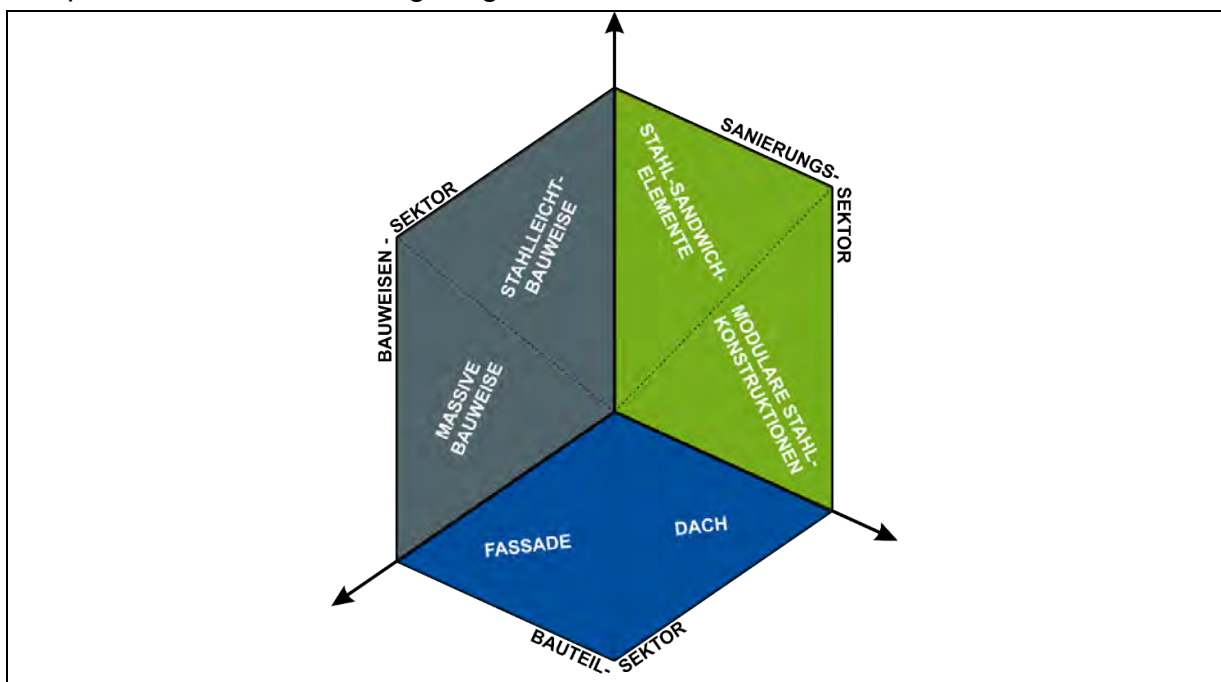 BAUWEISEN - SEKTOR
STAHLLEICHT-
BAUWEISE
MASSIVE
BAUWEISE
SANIERUNGS-
SEKTOR
STAHL-SANDWICH-
ELEMENTE
MODULARE STAHL-
KONSTRUKTIONEN
FASSADE
DACH
BAUTEIL-
SEKTOR